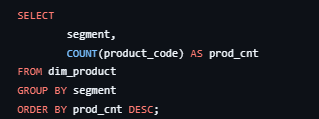 SELECT
segment,
COUNT(product_code) AS prod_cnt
FROM dim_product
GROUP BY segment
ORDER BY prod_cnt DESC;